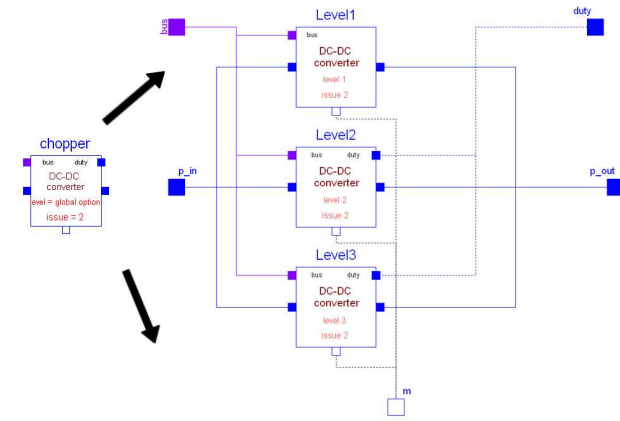 Level1
duty
bus
bus
DC-DC
converter
level 1
issue 2
chopper
bus duty
DC-DC
converter
evel = global option
issue = 2
Level2
p_in
p_out
bus duty
DC-DC
converter
level 2
issue 2
Level3
bus duty
DC-DC
converter
level 3
issue 2
m